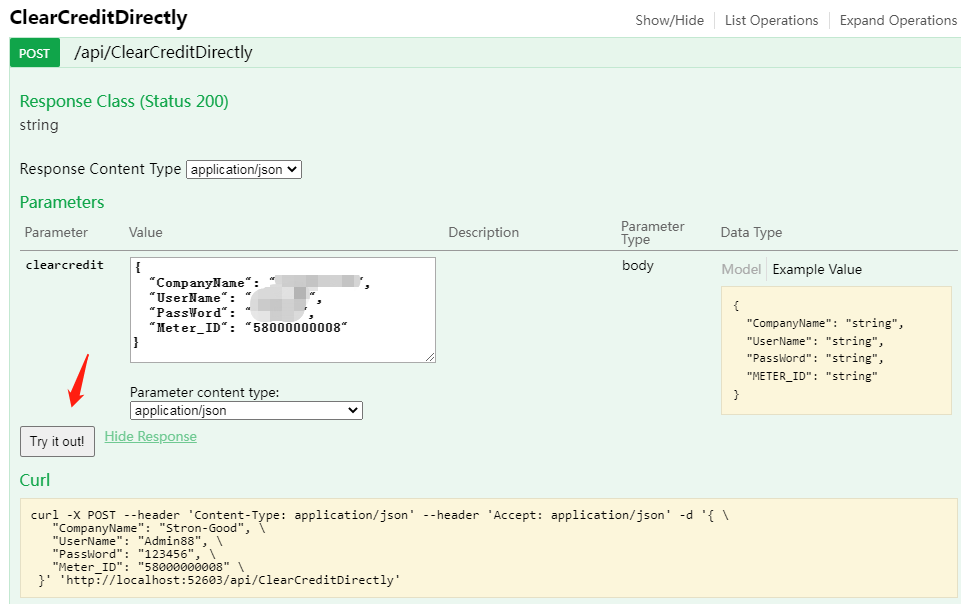 ClearCreditDirectly
Show/Hide List Operations Expand Operations
POST /api/ClearCreditDirectly
Response Class (Status 200)
string
Response Content Type application/json
Parameters
Parameter Value Description Parameter Type Data Type
clearcredit
{
"CompanyName": "",
"UserName": "",
"PassWord": "",
"Meter_ID": "58000000008"
}
Parameter content type:
application/json
body
Model Example Value
{
"CompanyName": "string",
"UserName": "string",
"PassWord": "string",
"METER_ID": "string"
}
Try it out! Hide Response
Curl
curl -X POST --header 'Content-Type: application/json' --header 'Accept: application/json' -d '{ \
"CompanyName": "Stron-Good", \
"UserName": "Admin88", \
"PassWord": "123456", \
"Meter_ID": "58000000008" \
}' 'http://localhost:52603/api/ClearCreditDirectly'